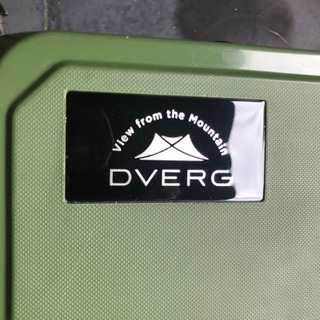 View from the Mountain
DVERG